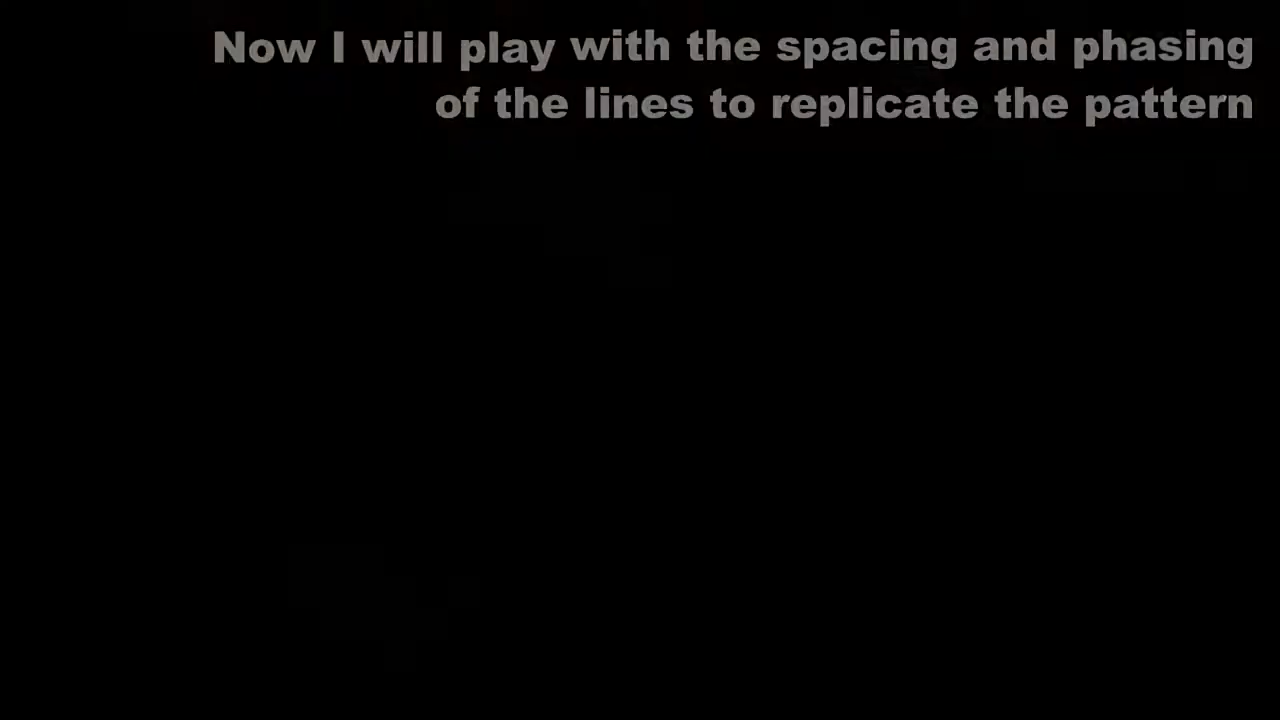 Now I will play with the spacing and phasing
of the lines to replicate the pattern